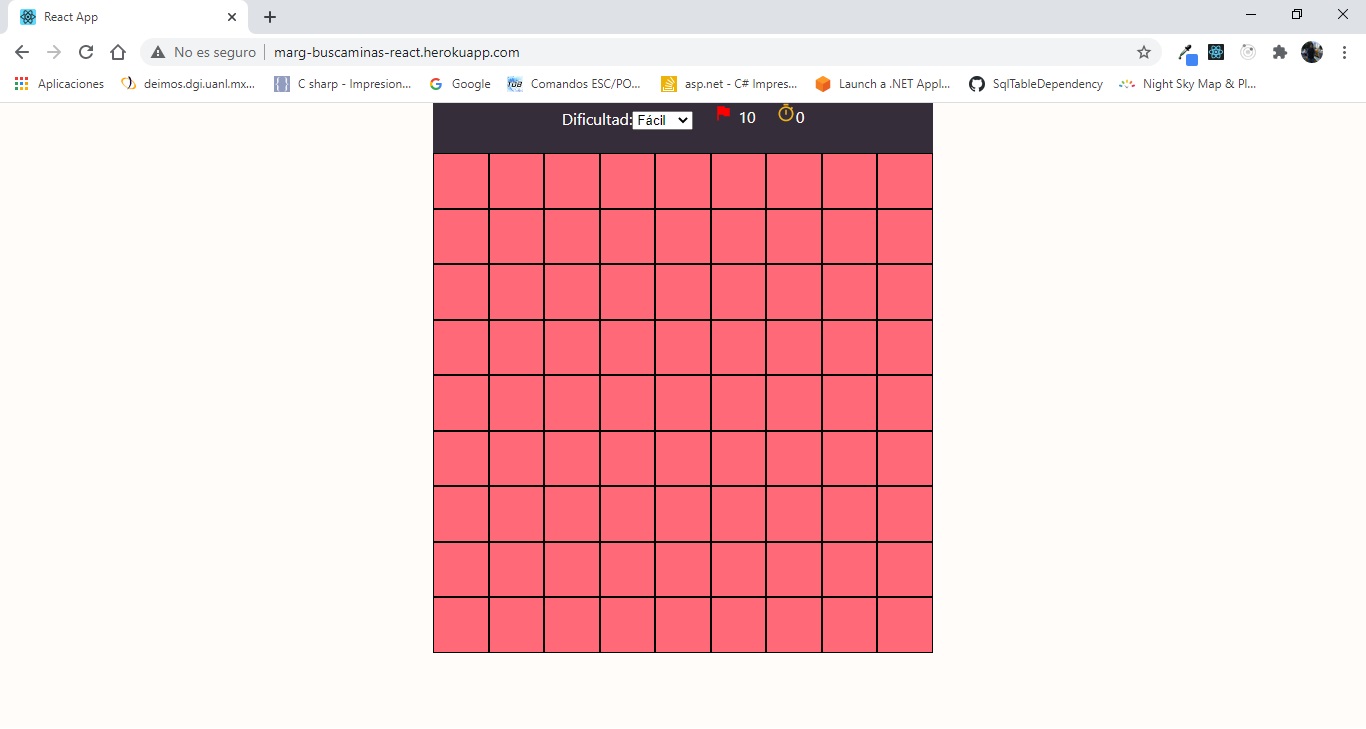 React App
No es seguro marg-buscaminas-react.herokuapp.com
Aplicaciones deimos.dgi.uanl.mx... C sharp - Impresion... Google Comandos ESC/PO... asp.net - C# Impres... Launch a .NET Appl... SqlTableDependency Night Sky Map & Pl...
Dificultad: Fácil 10 0